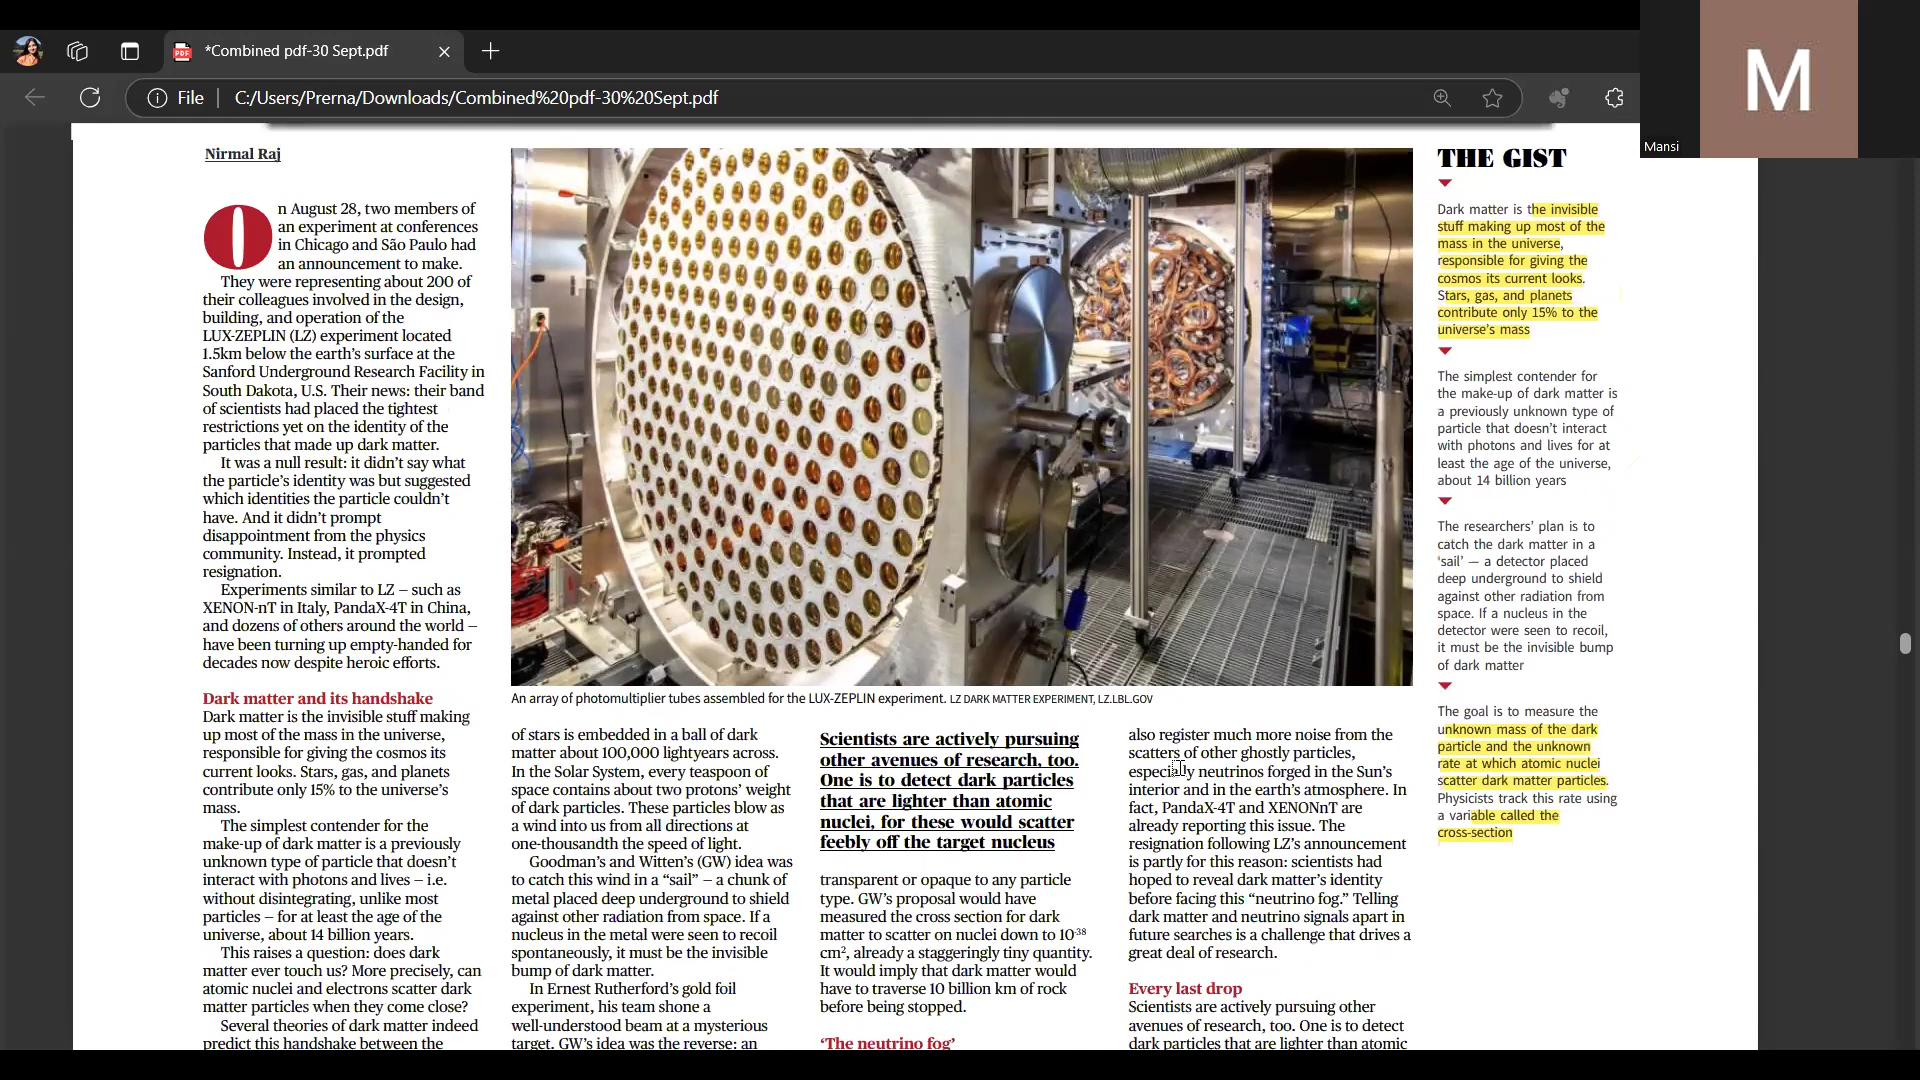 *Combined pdf-30 Sept.pdf
File
C:/Users/Prerna/Downloads/Combined%20pdf-30%20Sept.pdf
M
Mansi
Nirmal Raj
On August 28, two members of
an experiment at conferences
in Chicago and São Paulo had
an announcement to make.
They were representing about 200 of
their colleagues involved in the design,
building, and operation of the
LUX-ZEPLIN (LZ) experiment located
1.5km below the earth's surface at the
Sanford Underground Research Facility in
South Dakota, U.S. Their news: their band
of scientists had placed the tightest
restrictions yet on the identity of the
particles that made up dark matter.
It was a null result: it didn't say what
the particle's identity was but suggested
which identities the particle couldn't
have. And it didn't prompt
disappointment from the physics
community. Instead, it prompted
resignation.
Experiments similar to LZ – such as
XENON-nT in Italy, PandaX-4T in China,
and dozens of others around the world –
have been turning up empty-handed for
decades now despite heroic efforts.
Dark matter and its handshake
Dark matter is the invisible stuff making
up most of the mass in the universe,
responsible for giving the cosmos its
current looks. Stars, gas, and planets
contribute only 15% to the universe's
mass.
The simplest contender for the
make-up of dark matter is a previously
unknown type of particle that doesn't
interact with photons and lives – i.e.
without disintegrating, unlike most
particles – for at least the age of the
universe, about 14 billion years.
This raises a question: does dark
matter ever touch us? More precisely, can
atomic nuclei and electrons scatter dark
matter particles when they come close?
Several theories of dark matter indeed
predict this handshake between the
An array of photomultiplier tubes assembled for the LUX-ZEPLIN experiment. LZ DARK MATTER EXPERIMENT, LZ.LBL.GOV
of stars is embedded in a ball of dark
matter about 100,000 lightyears across.
In the Solar System, every teaspoon of
space contains about two protons' weight
of dark particles. These particles blow as
a wind into us from all directions at
one-thousandth the speed of light.
Goodman's and Witten's (GW) idea was
to catch this wind in a “sail” – a chunk of
metal placed deep underground to shield
against other radiation from space. If a
nucleus in the metal were seen to recoil
spontaneously, it must be the invisible
bump of dark matter.
In Ernest Rutherford's gold foil
experiment, his team shone a
well-understood beam at a mysterious
target. GW's idea was the reverse: an
Scientists are actively pursuing
other avenues of research, too.
One is to detect dark particles
that are lighter than atomic
nuclei, for these would scatter
feebly off the target nucleus
transparent or opaque to any particle
type. GW's proposal would have
measured the cross section for dark
matter to scatter on nuclei down to 10⁻³⁸
cm², already a staggeringly tiny quantity.
It would imply that dark matter would
have to traverse 10 billion km of rock
before being stopped.
‘The neutrino fog’
also register much more noise from the
scatters of other ghostly particles,
especially neutrinos forged in the Sun's
interior and in the earth's atmosphere. In
fact, PandaX-4T and XENONnT are
already reporting this issue. The
resignation following LZ's announcement
is partly for this reason: scientists had
hoped to reveal dark matter's identity
before facing this “neutrino fog.” Telling
dark matter and neutrino signals apart in
future searches is a challenge that drives a
great deal of research.
Every last drop
Scientists are actively pursuing other
avenues of research, too. One is to detect
dark particles that are lighter than atomic
THE GIST
Dark matter is the invisible
stuff making up most of the
mass in the universe,
responsible for giving the
cosmos its current looks.
Stars, gas, and planets
contribute only 15% to the
universe's mass
The simplest contender for
the make-up of dark matter is
a previously unknown type of
particle that doesn't interact
with photons and lives for at
least the age of the universe,
about 14 billion years
The researchers' plan is to
catch the dark matter in a
‘sail’ — a detector placed
deep underground to shield
against other radiation from
space. If a nucleus in the
detector were seen to recoil,
it must be the invisible bump
of dark matter
The goal is to measure the
unknown mass of the dark
particle and the unknown
rate at which atomic nuclei
scatter dark matter particles.
Physicists track this rate using
a variable called the
cross-section